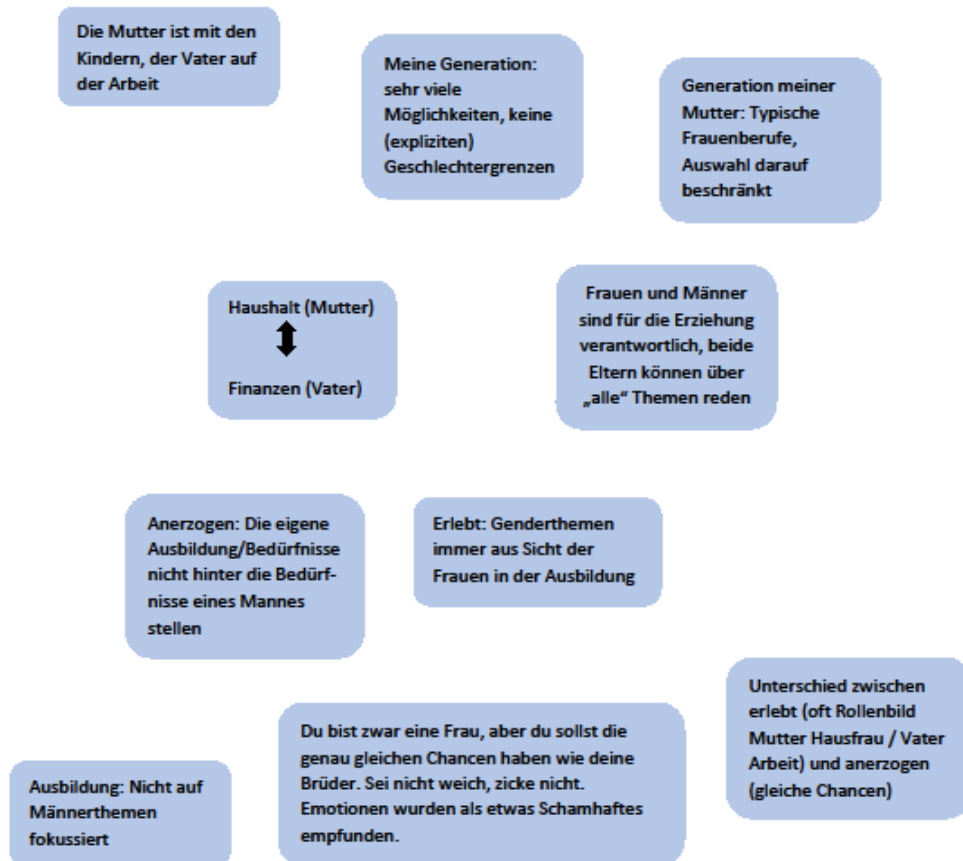 Die Mutter ist mit den
Kindern, der Vater auf
der Arbeit
Meine Generation:
sehr viele
Möglichkeiten, keine
(expliziten)
Geschlechtergrenzen
Generation meiner
Mutter: Typische
Frauenberufe,
Auswahl darauf
beschränkt
Haushalt (Mutter)
Finanzen (Vater)
Frauen und Männer
sind für die Erziehung
verantwortlich, beide
Eltern können über
„alle“ Themen reden
Anerzogen: Die eigene
Ausbildung/Bedürfnisse
nicht hinter die Bedürf-
nisse eines Mannes
stellen
Erlebt: Genderthemen
immer aus Sicht der
Frauen in der Ausbildung
Unterschied zwischen
erlebt (oft Rollenbild
Mutter Hausfrau / Vater
Arbeit) und anerzogen
(gleiche Chancen)
Du bist zwar eine Frau, aber du sollst die
genau gleichen Chancen haben wie deine
Brüder. Sei nicht weich, zicke nicht.
Emotionen wurden als etwas Schamhaftes
empfunden.
Ausbildung: Nicht auf
Männerthemen
fokussiert